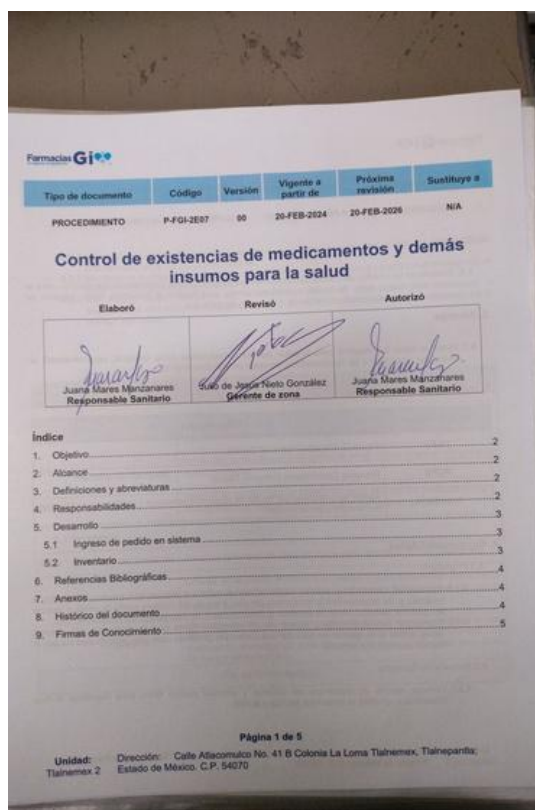 Farmacias Gi
Tipo de documento Código Versión Vigente a partir de Próxima revisión Sustituye a
PROCEDIMIENTO P-FGI-2E07 00 20-FEB-2024 20-FEB-2026 N/A
Control de existencias de medicamentos y demás
insumos para la salud
Elaboró Revisó Autorizó
Juana Mares Manzanares Julio de Jesús Nieto González Juana Mares Manzanares
Responsable Sanitario Gerente de zona Responsable Sanitario
Índice
1. Objetivo 2
2. Alcance 2
3. Definiciones y abreviaturas 2
4. Responsabilidades 2
5. Desarrollo 3
5.1 Ingreso de pedido en sistema 3
5.2 Inventario 3
6. Referencias Bibliográficas 4
7. Anexos 4
8. Histórico del documento 4
9. Firmas de Conocimiento 5
Página 1 de 5
Unidad: Dirección: Calle Atlacomulco No. 41 B Colonia La Loma Tlalnemex, Tlalnepantla;
Tlalnemex 2 Estado de México. C.P. 54070